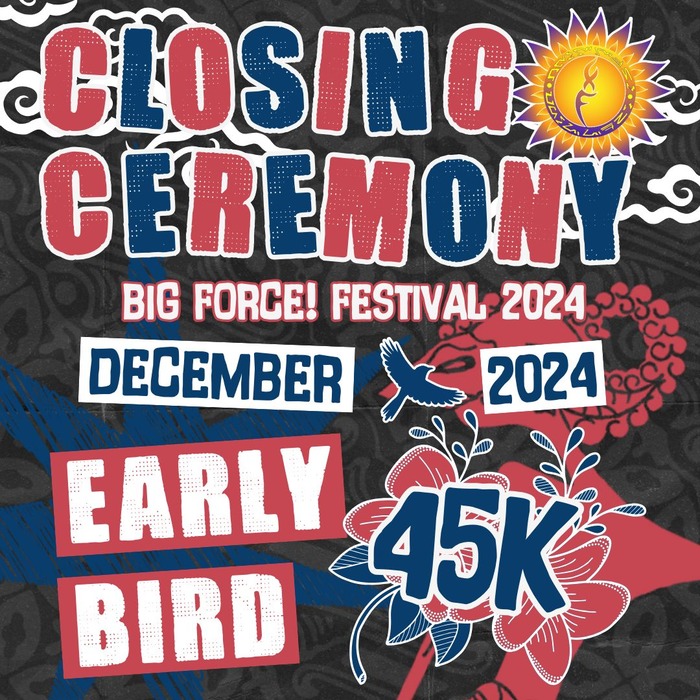 CLOSING
CEREMONY
BIG FORCE! FESTIVAL 2024
DECEMBER 2024
EARLY
BIRD
45K